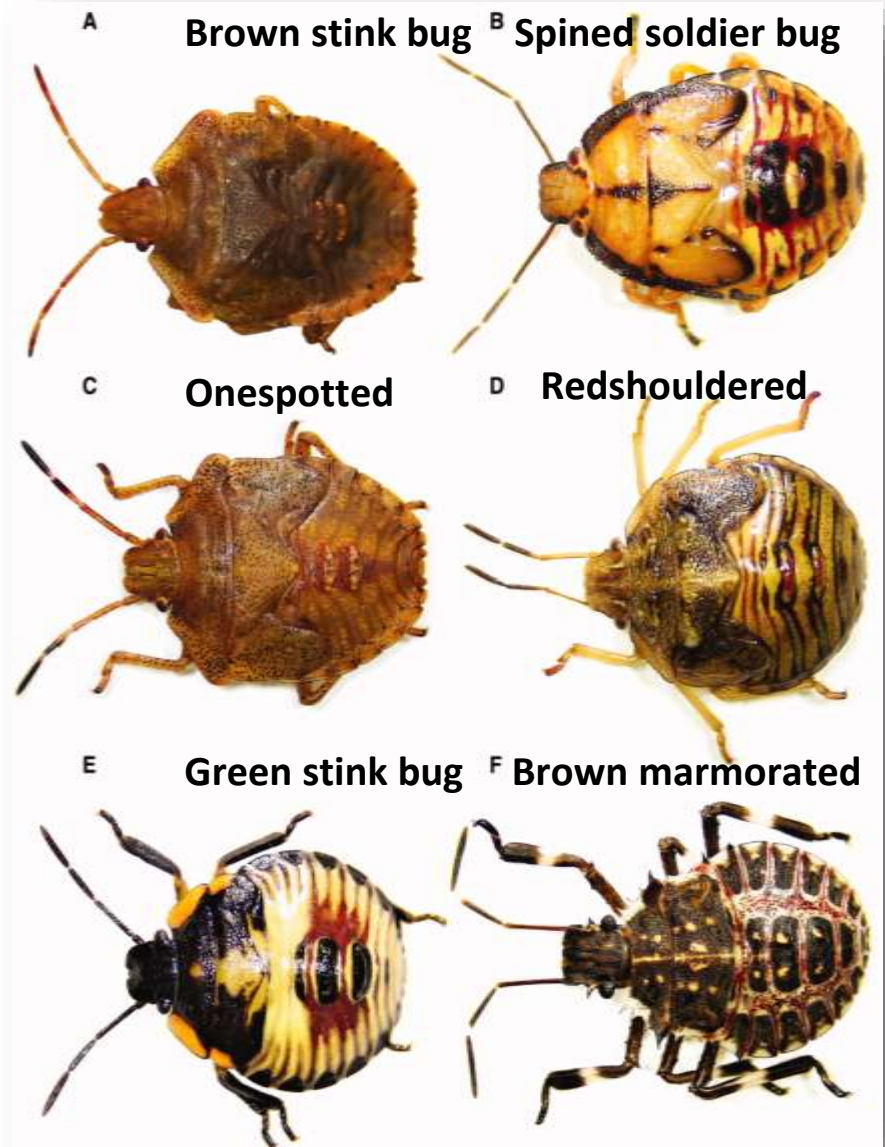 A Brown stink bug B Spined soldier bug
C Onespotted D Redshouldered
E Green stink bug F Brown marmorated